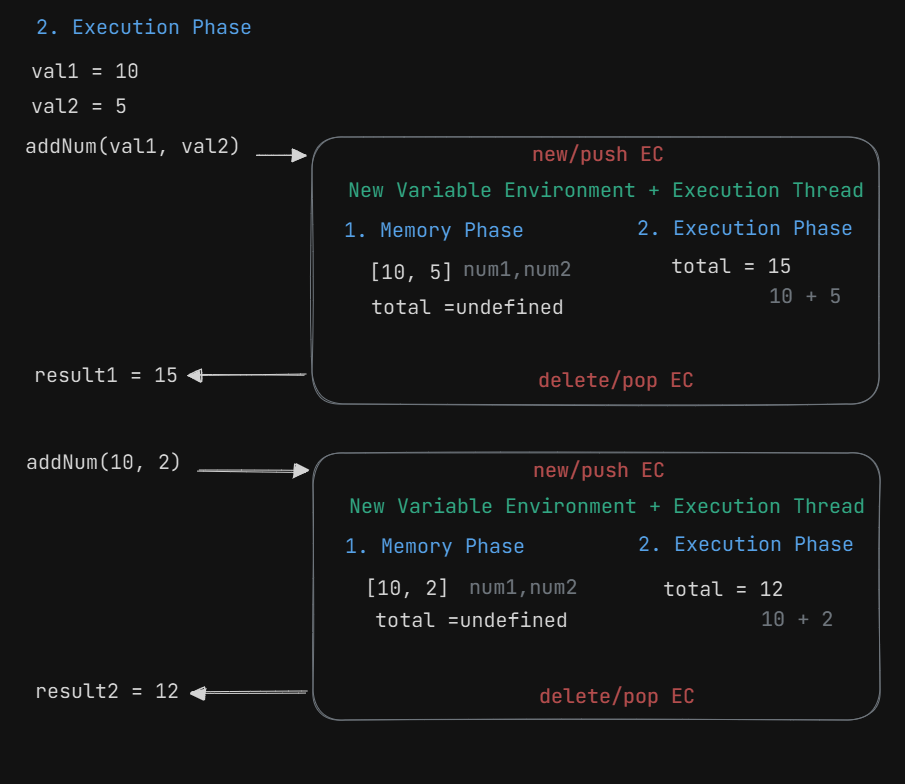 2. Execution Phase
val1 = 10
val2 = 5
addNum(val1, val2)
new/push EC
New Variable Environment + Execution Thread
1. Memory Phase
[10, 5] num1,num2
total =undefined
2. Execution Phase
total = 15
10 + 5
delete/pop EC
result1 = 15
addNum(10, 2)
new/push EC
New Variable Environment + Execution Thread
1. Memory Phase
[10, 2] num1,num2
total =undefined
2. Execution Phase
total = 12
10 + 2
delete/pop EC
result2 = 12